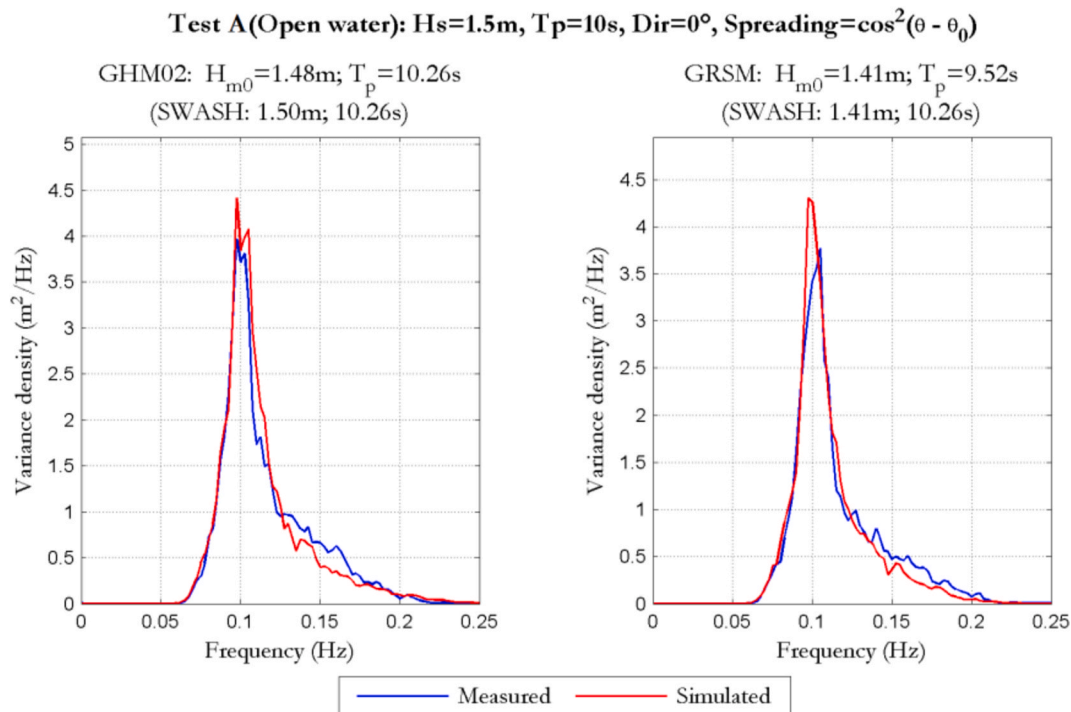 Test A(Open water): Hs=1.5m, Tp=10s, Dir=0°, Spreading=cos²(θ - θ₀)
GHM02: Hm0=1.48m; Tp=10.26s
(SWASH: 1.50m; 10.26s)
5
4.5
4
3.5
3
2.5
2
1.5
1
0.5
0
Variance density (m²/Hz)
0 0.05 0.1 0.15 0.2 0.25
Frequency (Hz)
GRSM: Hm0=1.41m; Tp=9.52s
(SWASH: 1.41m; 10.26s)
4.5
4
3.5
3
2.5
2
1.5
1
0.5
0
Variance density (m²/Hz)
0 0.05 0.1 0.15 0.2 0.25
Frequency (Hz)
Measured Simulated